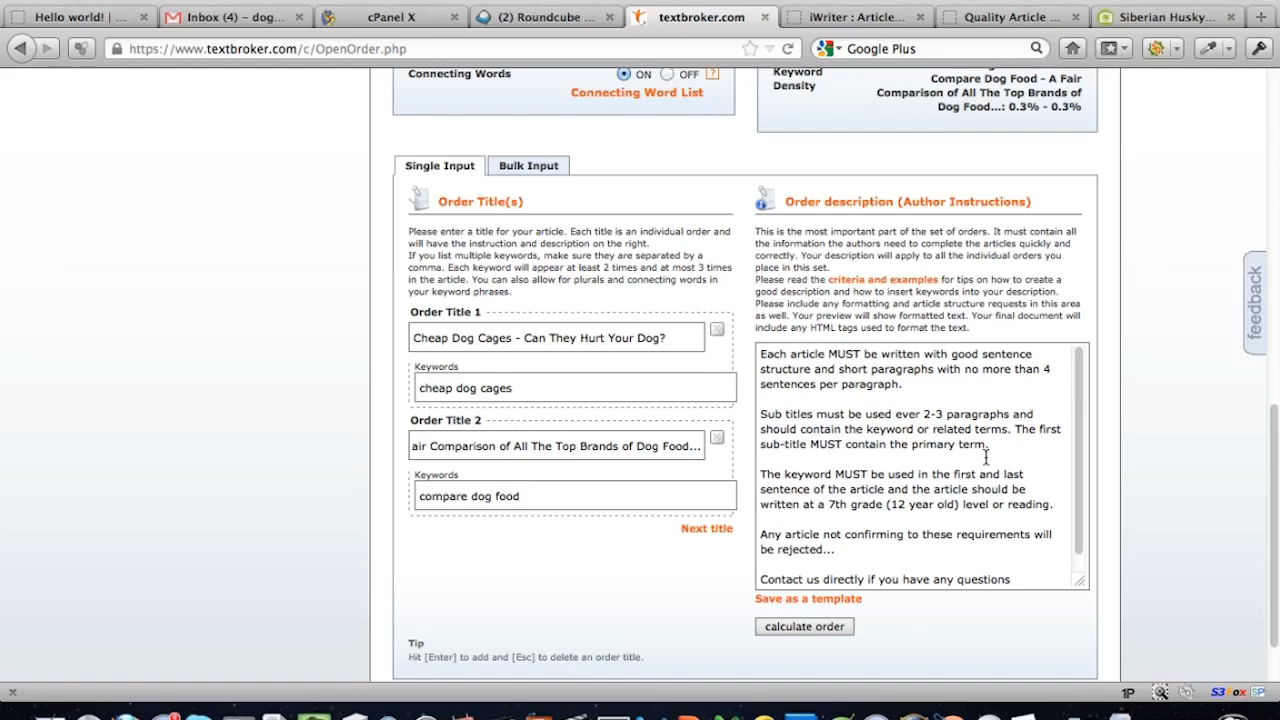 Hello world! | ...
Inbox (4) – dog...
cPanel X
(2) Roundcube ...
textbroker.com
iWriter : Article...
Quality Article ...
Siberian Husky...
https://www.textbroker.com/c/OpenOrder.php
Google Plus
Connecting Words
ON OFF ?
Connecting Word List
Keyword
Density
Compare Dog Food - A Fair
Comparison of All The Top Brands of
Dog Food...: 0.3% - 0.3%
Single Input
Bulk Input
Order Title(s)
Please enter a title for your article. Each title is an individual order and
will have the instruction and description on the right.
If you list multiple keywords, make sure they are separated by a
comma. Each keyword will appear at least 2 times and at most 3 times
in the article. You can also allow for plurals and connecting words in
your keyword phrases.
Order Title 1
Cheap Dog Cages - Can They Hurt Your Dog?
Keywords
cheap dog cages
Order Title 2
air Comparison of All The Top Brands of Dog Food...
Keywords
compare dog food
Next title
Tip
Hit [Enter] to add and [Esc] to delete an order title.
Order description (Author Instructions)
This is the most important part of the set of orders. It must contain all
the information the authors need to complete the articles quickly and
correctly. Your description will apply to all the individual orders you
place in this set.
Please read the criteria and examples for tips on how to create a
good description and how to insert keywords into your description.
Please include any formatting and article structure requests in this area
as well. Your preview will show formatted text. Your final document will
include any HTML tags used to format the text.
Each article MUST be written with good sentence
structure and short paragraphs with no more than 4
sentences per paragraph.
Sub titles must be used ever 2-3 paragraphs and
should contain the keyword or related terms. The first
sub-title MUST contain the primary term.
The keyword MUST be used in the first and last
sentence of the article and the article should be
written at a 7th grade (12 year old) level or reading.
Any article not confirming to these requirements will
be rejected...
Contact us directly if you have any questions
Save as a template
calculate order
feedback
1P
S3Fox
SP